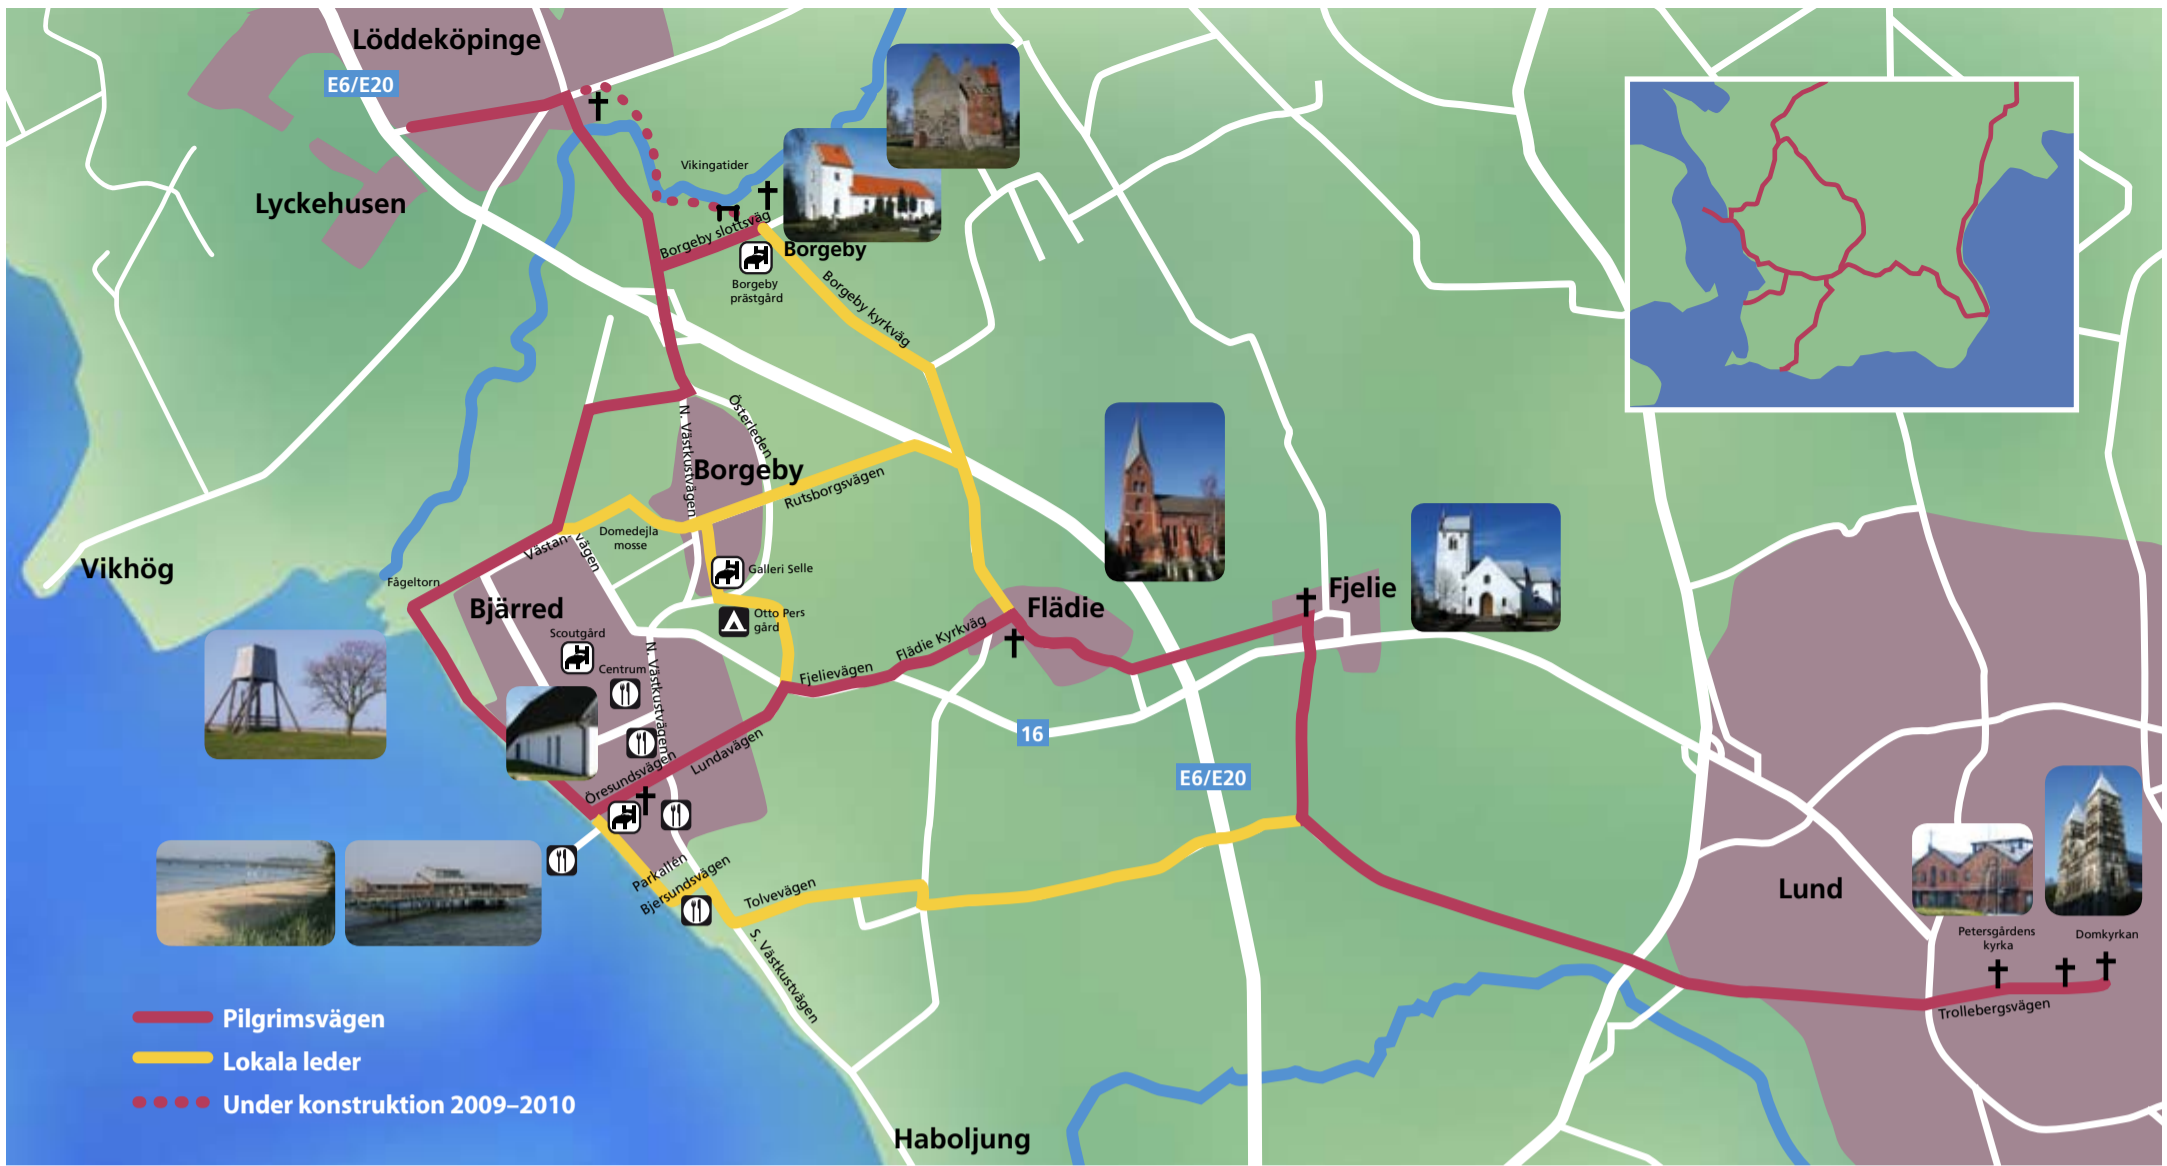 Löddeköpinge
E6/E20
Vikingatider
Lyckehusen
Borgeby slottsväg
Borgeby
Borgeby
prästgård
Borgeby kyrkväg
Österleden
N. Västkustvägen
Borgeby
Rutsborgsvägen
Domedejla
mosse
Västan-
vägen
Vikhög
Fågeltorn
Galleri Selle
Bjärred
Otto Pers
gård
Scoutgård
Centrum
N. Västkustvägen
Fjelievägen
Flädie Kyrkväg
Flädie
Fjelie
16
Lundavägen
Öresundsvägen
E6/E20
Parkallén
Bjersundsvägen
Tolvevägen
S. Västkustvägen
Lund
Petersgårdens
kyrka
Domkyrkan
Trollebergsvägen
Pilgrimsvägen
Lokala leder
Under konstruktion 2009–2010
Haboljung